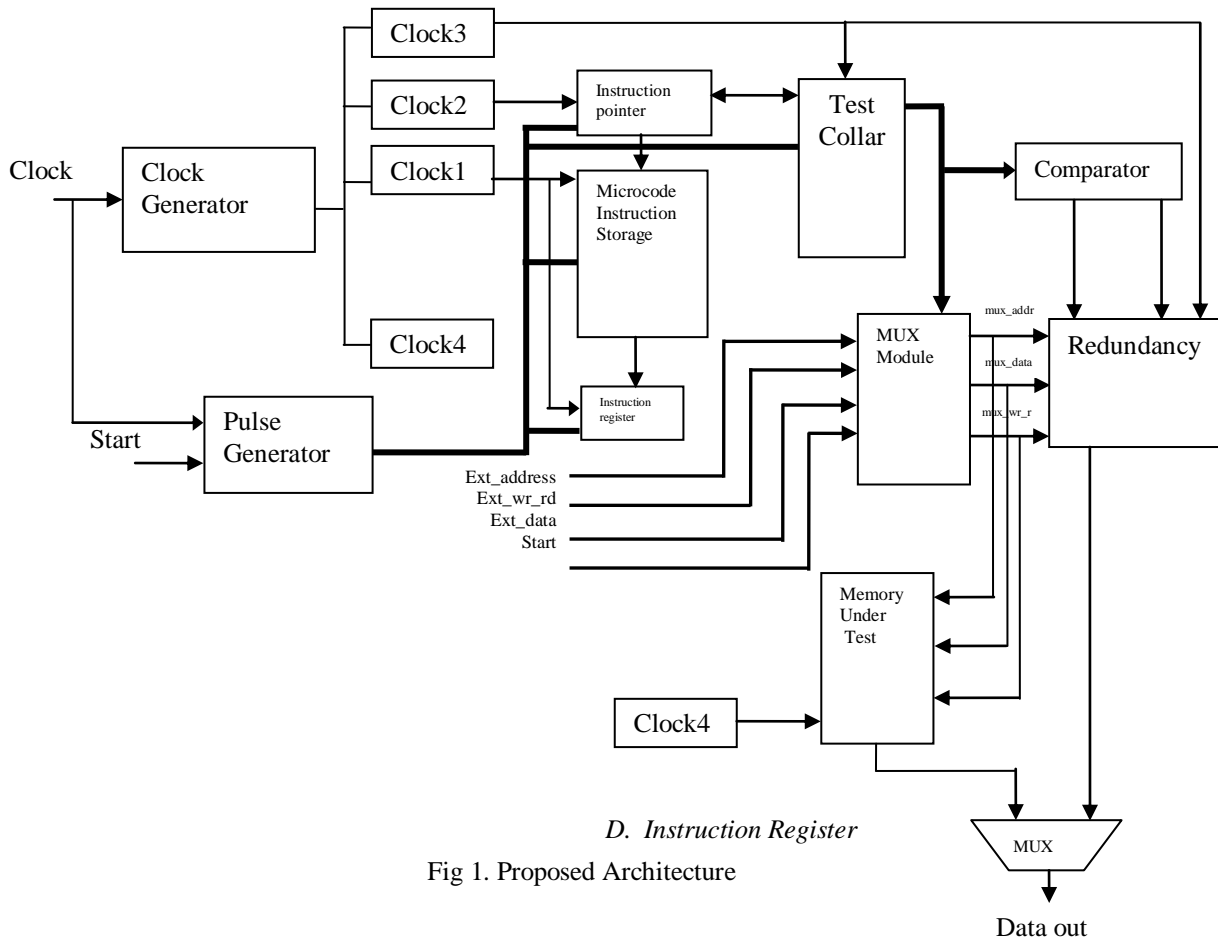 Clock3
Clock2
Instruction
pointer
Test
Collar
Clock
Clock
Generator
Clock1
Microcode
Instruction
Storage
Comparator
Clock4
mux_addr
MUX
Module
Redundancy
mux_data
Instruction
register
mux_wr_r
Start
Pulse
Generator
Ext_address
Ext_wr_rd
Ext_data
Start
Memory
Under
Test
Clock4
D. Instruction Register
MUX
Fig 1. Proposed Architecture
Data out